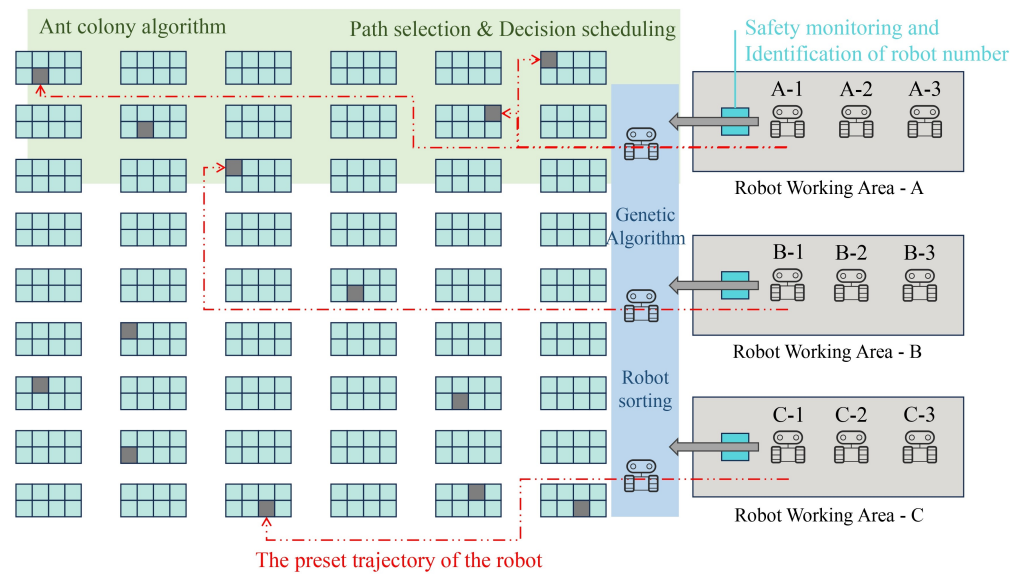 Ant colony algorithm
Path selection & Decision scheduling
Safety monitoring and
Identification of robot number
A-1 A-2 A-3
Robot Working Area - A
Genetic
Algorithm
B-1 B-2 B-3
Robot Working Area - B
Robot
sorting
C-1 C-2 C-3
Robot Working Area - C
The preset trajectory of the robot